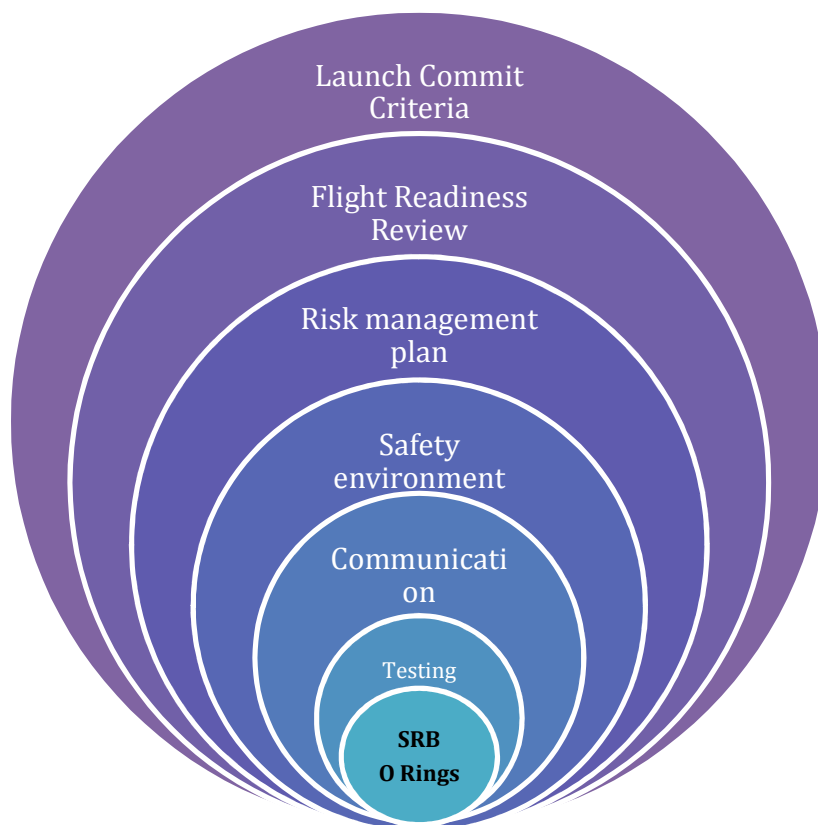 Launch Commit
Criteria
Flight Readiness
Review
Risk management
plan
Safety
environment
Communicati
on
Testing
SRB
O Rings